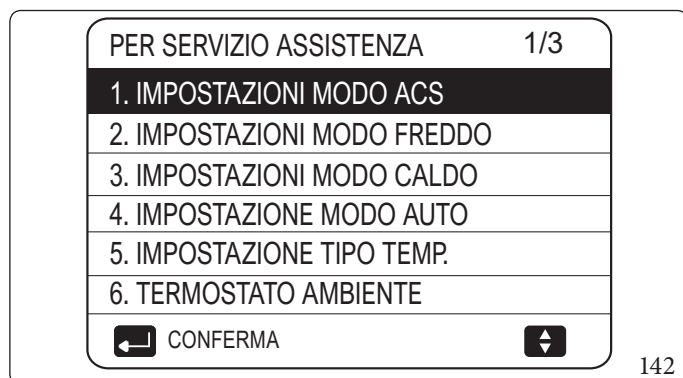 PER SERVIZIO ASSISTENZA 1/3
1. IMPOSTAZIONI MODO ACS
2. IMPOSTAZIONI MODO FREDDO
3. IMPOSTAZIONI MODO CALDO
4. IMPOSTAZIONE MODO AUTO
5. IMPOSTAZIONE TIPO TEMP.
6. TERMOSTATO AMBIENTE
CONFERMA
142